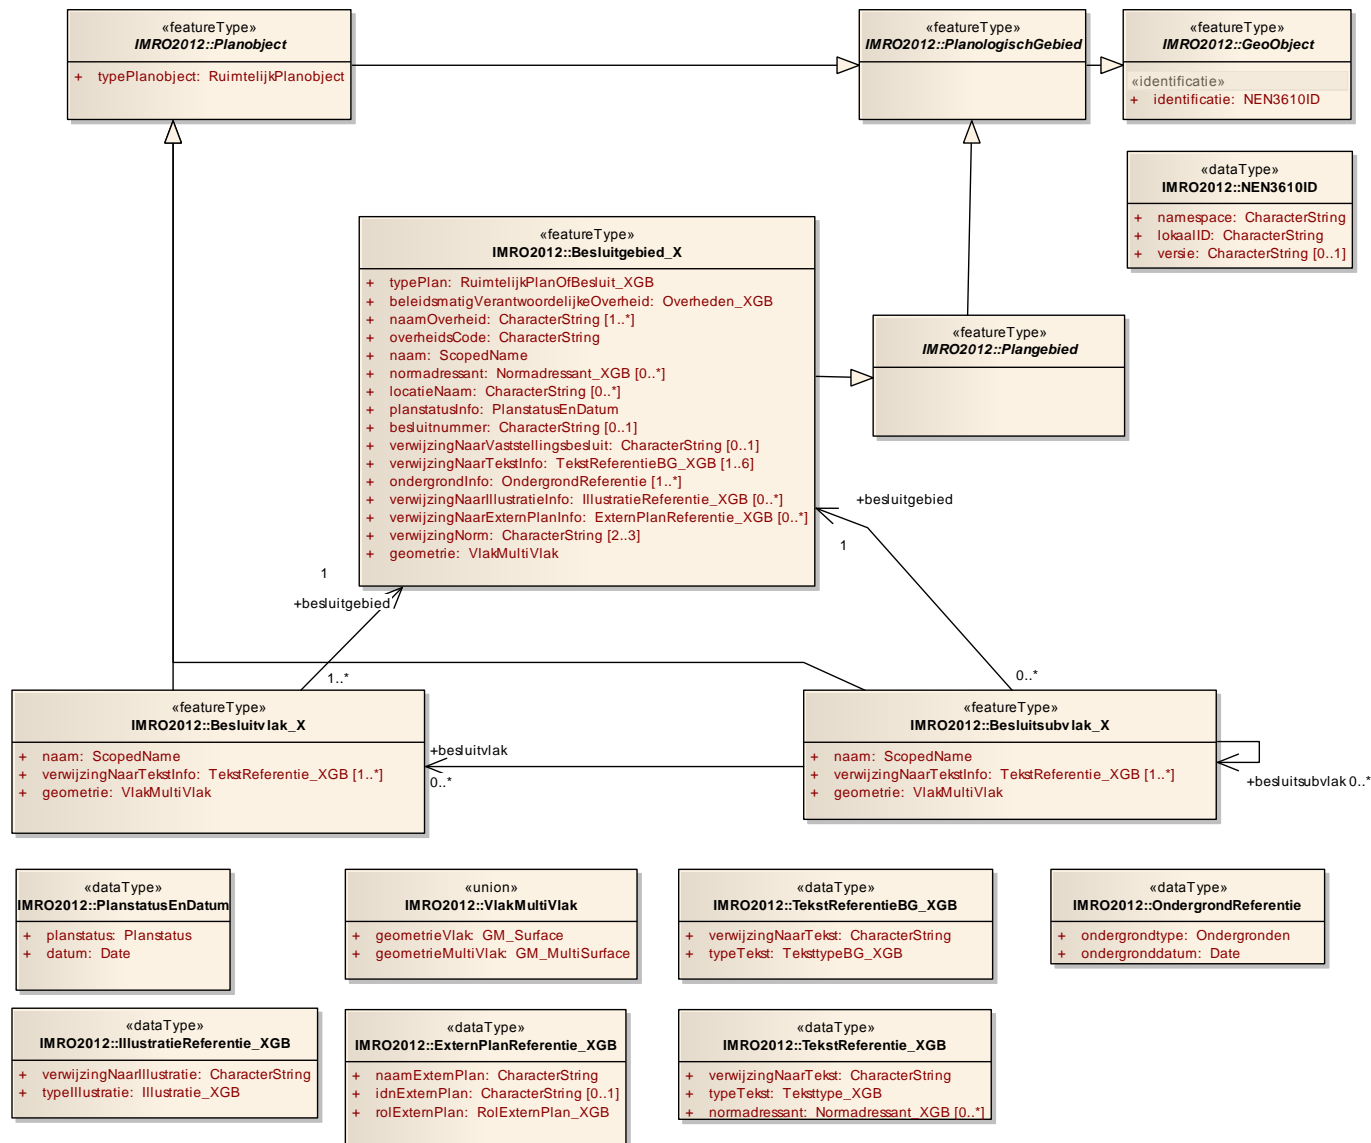 «featureType»
IMRO2012::Planobject
+ typePlanobject: RuimtelijkPlanobject
«featureType»
IMRO2012::PlanologischGebied
«featureType»
IMRO2012::GeoObject
«identificatie»
+ identificatie: NEN3610ID
«dataType»
IMRO2012::NEN3610ID
+ namespace: CharacterString
+ lokaalID: CharacterString
+ versie: CharacterString [0..1]
«featureType»
IMRO2012::Besluitgebied_X
+ typePlan: RuimtelijkPlanOfBesluit_XGB
+ beleidsmatigVerantwoordelijkeOverheid: Overheden_XGB
+ naamOverheid: CharacterString [1..*]
+ overheidsCode: CharacterString
+ naam: ScopedName
+ normadressant: Normadressant_XGB [0..*]
+ locatieNaam: CharacterString [0..*]
+ planstatusInfo: PlanstatusEnDatum
+ besluitnummer: CharacterString [0..1]
+ verwijzingNaarVaststellingsbesluit: CharacterString [0..1]
+ verwijzingNaarTekstInfo: TekstReferentieBG_XGB [1..6]
+ ondergrondInfo: OndergrondReferentie [1..*]
+ verwijzingNaarIllustratieInfo: IllustratieReferentie_XGB [0..*]
+ verwijzingNaarExternPlanInfo: ExternPlanReferentie_XGB [0..*]
+ verwijzingNorm: CharacterString [2..3]
+ geometrie: VlakMultiVlak
«featureType»
IMRO2012::Plangebied
+besluitgebied
1
1
+besluitgebied
1..*
0..*
«featureType»
IMRO2012::Besluitvlak_X
+ naam: ScopedName
+ verwijzingNaarTekstInfo: TekstReferentie_XGB [1..*]
+ geometrie: VlakMultiVlak
+besluitvlak
0..*
«featureType»
IMRO2012::Besluitsubvlak_X
+ naam: ScopedName
+ verwijzingNaarTekstInfo: TekstReferentie_XGB [1..*]
+ geometrie: VlakMultiVlak
+besluitsubvlak 0..*
«dataType»
IMRO2012::PlanstatusEnDatum
+ planstatus: Planstatus
+ datum: Date
«union»
IMRO2012::VlakMultiVlak
+ geometrieVlak: GM_Surface
+ geometrieMultiVlak: GM_MultiSurface
«dataType»
IMRO2012::TekstReferentieBG_XGB
+ verwijzingNaarTekst: CharacterString
+ typeTekst: TeksttypeBG_XGB
«dataType»
IMRO2012::OndergrondReferentie
+ ondergrondtype: Ondergronden
+ ondergronddatum: Date
«dataType»
IMRO2012::IllustratieReferentie_XGB
+ verwijzingNaarIllustratie: CharacterString
+ typeIllustratie: Illustratie_XGB
«dataType»
IMRO2012::ExternPlanReferentie_XGB
+ naamExternPlan: CharacterString
+ idnExternPlan: CharacterString [0..1]
+ rolExternPlan: RolExternPlan_XGB
«dataType»
IMRO2012::TekstReferentie_XGB
+ verwijzingNaarTekst: CharacterString
+ typeTekst: Teksttype_XGB
+ normadressant: Normadressant_XGB [0..*]